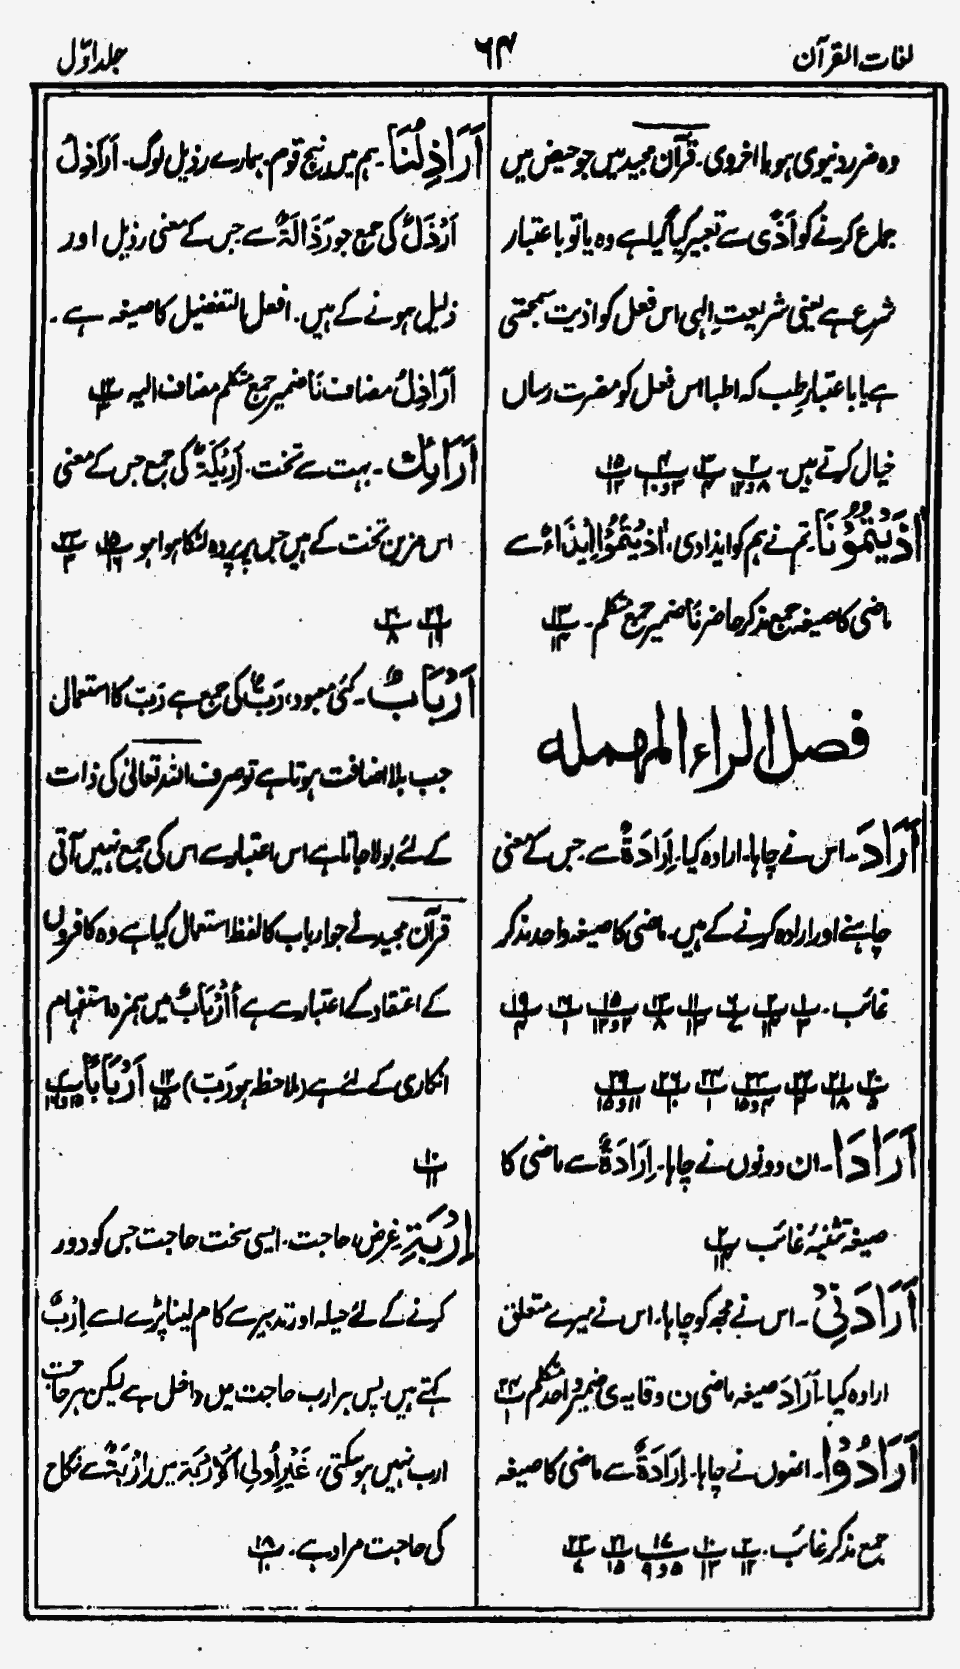 لغات القرآن
۶۴
جلد اوّل
وہ ضرر دنیوی ہو یا اخروی۔ قرآن مجید میں جو حیض میں
جماع کرنے کو اَذًی سے تعبیر کیا گیا ہے وہ یا تو باعتبار
شرع ہے یعنی شریعتِ الٰہی اس فعل کو اذیت سمجھتی
ہے یا باعتبارِ طب کہ اطبا اس فعل کو مضرت رساں
خیال کرتے ہیں۔
اٰذَیْتُمُوْنَا۔ تم نے ہم کو ایذا دی، اٰذَیْتُمُوْا اِیْذَاءٌ سے
ماضی کا صیغہ جمع مذکر حاضر نَا ضمیر جمع متکلم۔ ۱۳/۱۴
فصل الراء المہملہ
اَرَادَ۔ اس نے چاہا۔ ارادہ کیا۔ اِرَادَۃٌ سے۔ جس کے معنی
چاہنے اور ارادہ کرنے کے ہیں۔ ماضی کا صیغہ واحد مذکر
غائب۔
اَرَادَا۔ ان دونوں نے چاہا۔ اِرَادَۃٌ سے ماضی کا
صیغہ تثنیہ غائب ۲/۱۴
اَرَادَنِیْ۔ اس نے مجھ کو چاہا۔ اس نے میرے متعلق
ارادہ کیا۔ اَرَادَ صیغہ ماضی ن وقایہ ی ضمیر واحد متکلم ۲۴/۱
اَرَادُوْا۔ انھوں نے چاہا۔ اِرَادَۃٌ سے ماضی کا صیغہ
جمع مذکر غائب۔
اَرَاذِلُنَا۔ ہم میں نیچ قوم۔ ہمارے رذیل لوگ۔ اَرَاذِلُ
اَرْذَلُ کی جمع جو رَذَالَۃٌ سے جس کے معنی رذیل اور
ذلیل ہونے کے ہیں۔ افعل التفضیل کا صیغہ ہے۔
اَرَاذِلُ مضاف نَا ضمیر جمع متکلم مضاف الیہ
اَرَائِكِ۔ بہت سے تخت۔ اَرِیْکَۃٌ کی جمع جس کے معنی
اس مزین تخت کے ہیں جس پر پردہ لٹکا ہوا ہو
اَرْبَابٌ۔ کئی معبود، رَبٌّ کی جمع ہے رَبّ کا استعمال
جب بلا اضافت ہوتا ہے تو صرف اللہ تعالیٰ کی ذات
کے لئے بولا جاتا ہے اس اعتبار سے اس کی جمع نہیں آتی
قرآن مجید نے جو ارباب کا لفظ استعمال کیا ہے وہ کافروں
کے اعتقاد کے اعتبار سے ہے ءَاَرْبَابٌ میں ہمزہ استفہام
انکاری کے لئے ہے (ملاحظہ ہو رَبّ) ۱۲/۱۵ اَرْبَابًا
۱۰/۱۱
اِرْبَۃِ غرض، حاجت۔ ایسی سخت حاجت جس کو دور
کرنے کے لئے حیلہ اور تدبیر سے کام لینا پڑے اسے اِرْبٌ
کہتے ہیں۔ پس ہر ارب حاجت میں داخل ہے لیکن ہر حاجت
ارب نہیں ہو سکتی، غَیْرِ اُولِی الْاِرْبَۃِ میں اِرْبَۃٌ سے نکاح
کی حاجت مراد ہے۔ ۱۸/۱۰